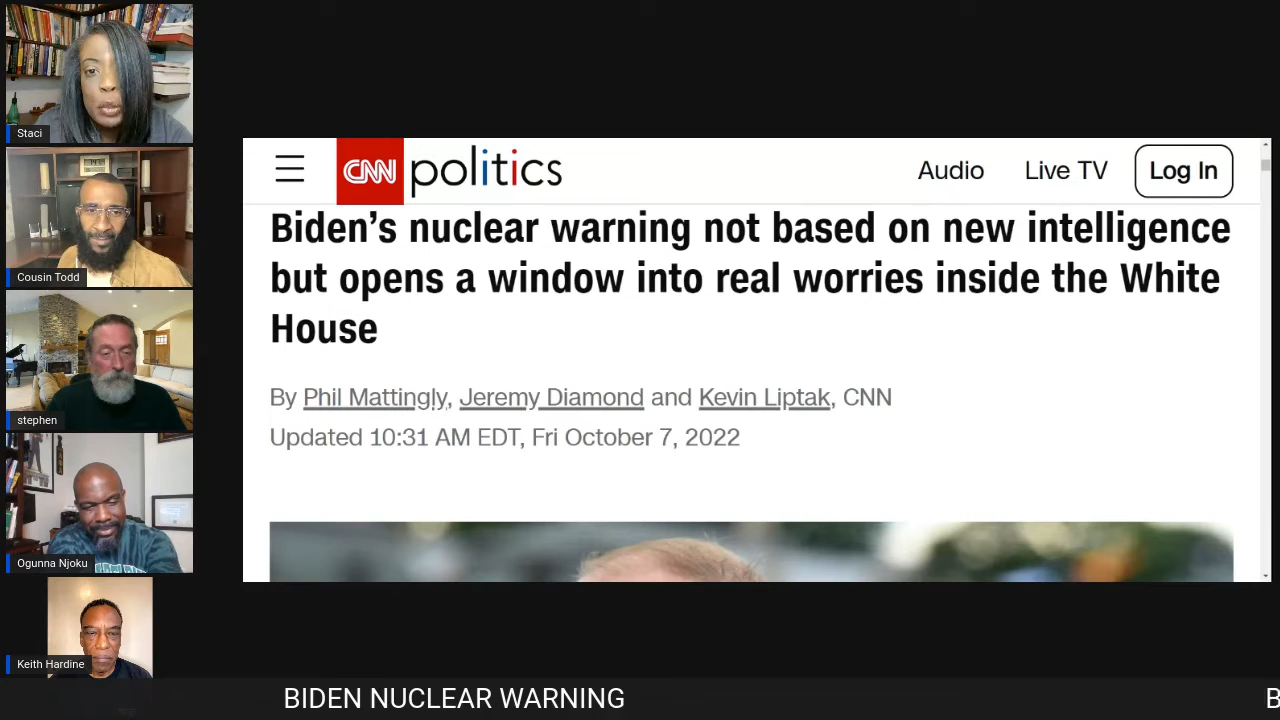 Staci
Cousin Todd
stephen
Ogunna Njoku
Keith Hardine
CNN politics
Audio
Live TV
Log In
Biden's nuclear warning not based on new intelligence
but opens a window into real worries inside the White
House
By Phil Mattingly, Jeremy Diamond and Kevin Liptak, CNN
Updated 10:31 AM EDT, Fri October 7, 2022
BIDEN NUCLEAR WARNING
B